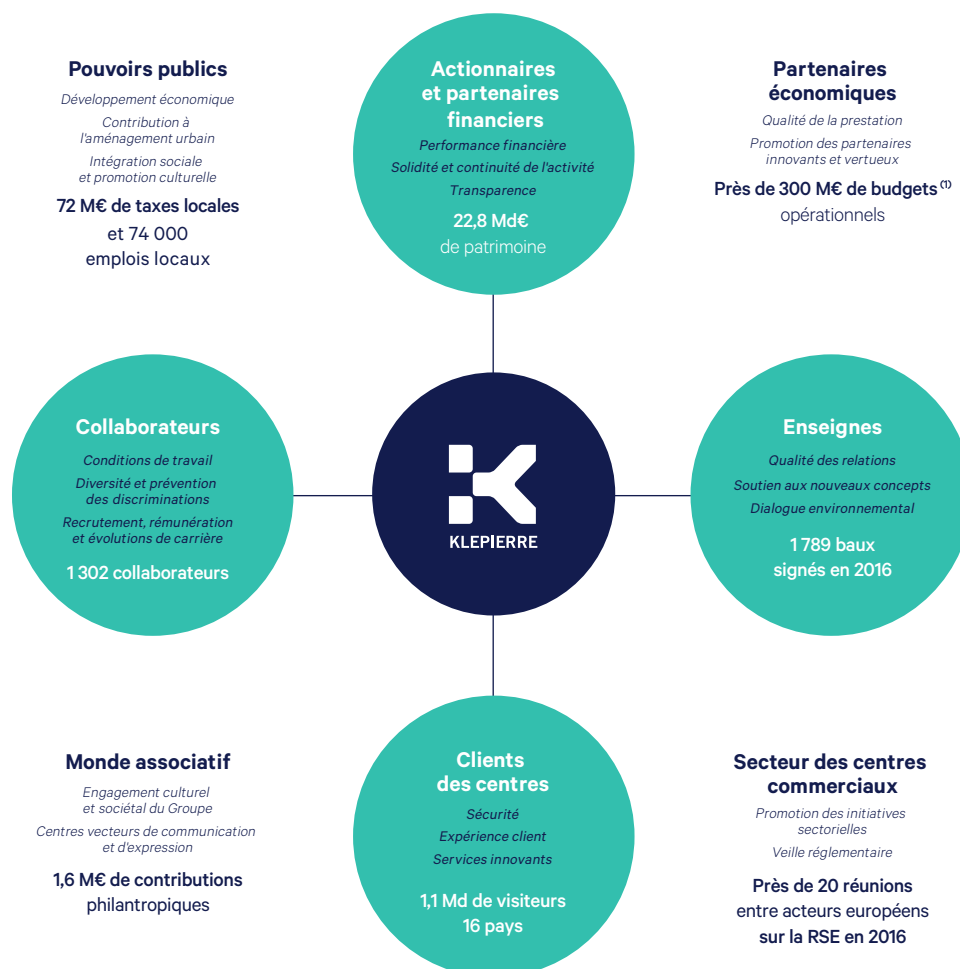 Pouvoirs publics
Développement économique
Contribution à
l'aménagement urbain
Intégration sociale
et promotion culturelle
72 M€ de taxes locales
et 74 000
emplois locaux
Actionnaires
et partenaires
financiers
Performance financière
Solidité et continuité de l'activité
Transparence
22,8 Md€
de patrimoine
Partenaires
économiques
Qualité de la prestation
Promotion des partenaires
innovants et vertueux
Près de 300 M€ de budgets (1)
opérationnels
Collaborateurs
Conditions de travail
Diversité et prévention
des discriminations
Recrutement, rémunération
et évolutions de carrière
1 302 collaborateurs
KLEPIERRE
Enseignes
Qualité des relations
Soutien aux nouveaux concepts
Dialogue environnemental
1 789 baux
signés en 2016
Monde associatif
Engagement culturel
et sociétal du Groupe
Centres vecteurs de communication
et d'expression
1,6 M€ de contributions
philantropiques
Clients
des centres
Sécurité
Expérience client
Services innovants
1,1 Md de visiteurs
16 pays
Secteur des centres
commerciaux
Promotion des initiatives
sectorielles
Veille réglementaire
Près de 20 réunions
entre acteurs européens
sur la RSE en 2016